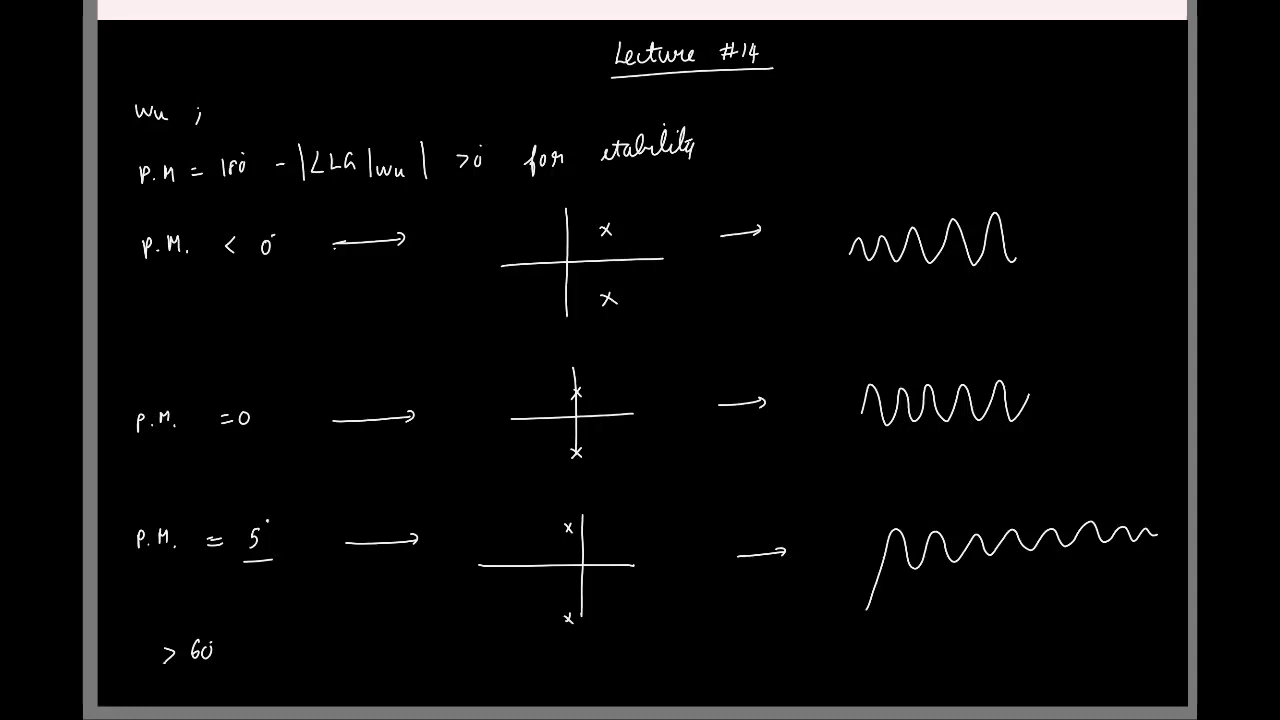 Lecture #14
ωu ;
P.M = 180° - |∠LG|ωu| >0° for stability
P.M. < 0° → → 
P.M. =0 → →
P.M. ≈ 5° → →
> 60°